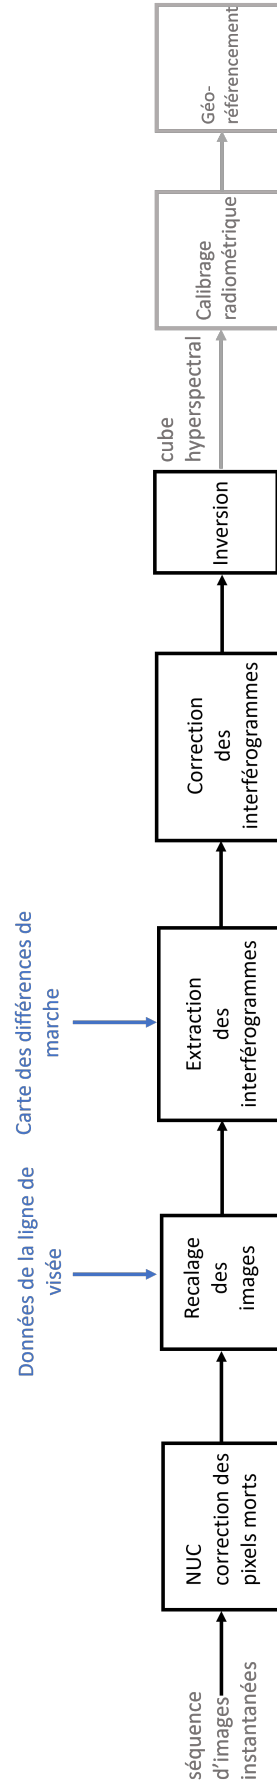 séquence
d'images
instantanées
NUC
correction des
pixels morts
Données de la ligne de
visée
Recalage
des
images
Carte des différences de
marche
Extraction
des
interférogrammes
Correction
des
interférogrammes
Inversion
cube
hyperspectral
Calibrage
radiométrique
Géo-
référencement